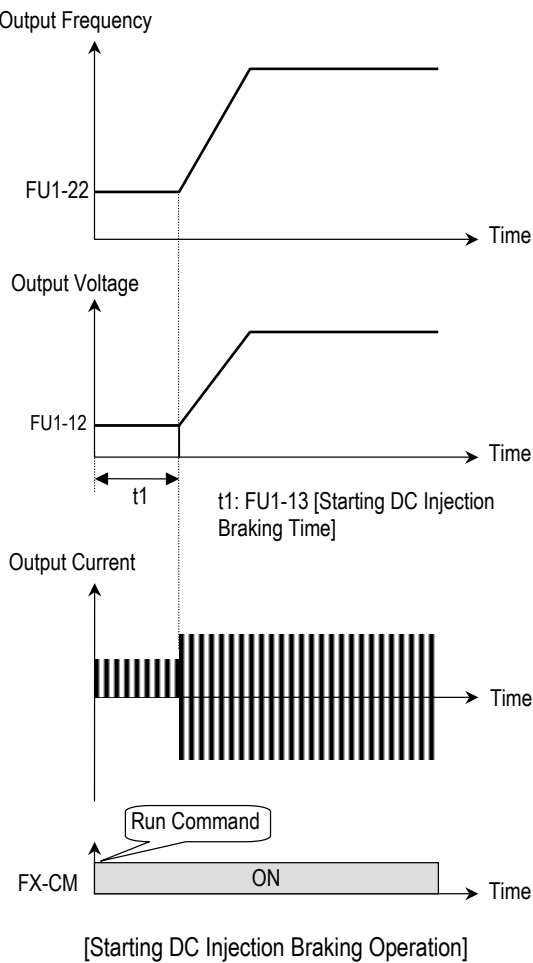 Output Frequency
FU1-22
Time
Output Voltage
FU1-12
Time
t1
t1: FU1-13 [Starting DC Injection
Braking Time]
Output Current
Time
Run Command
FX-CM
ON
Time
[Starting DC Injection Braking Operation]